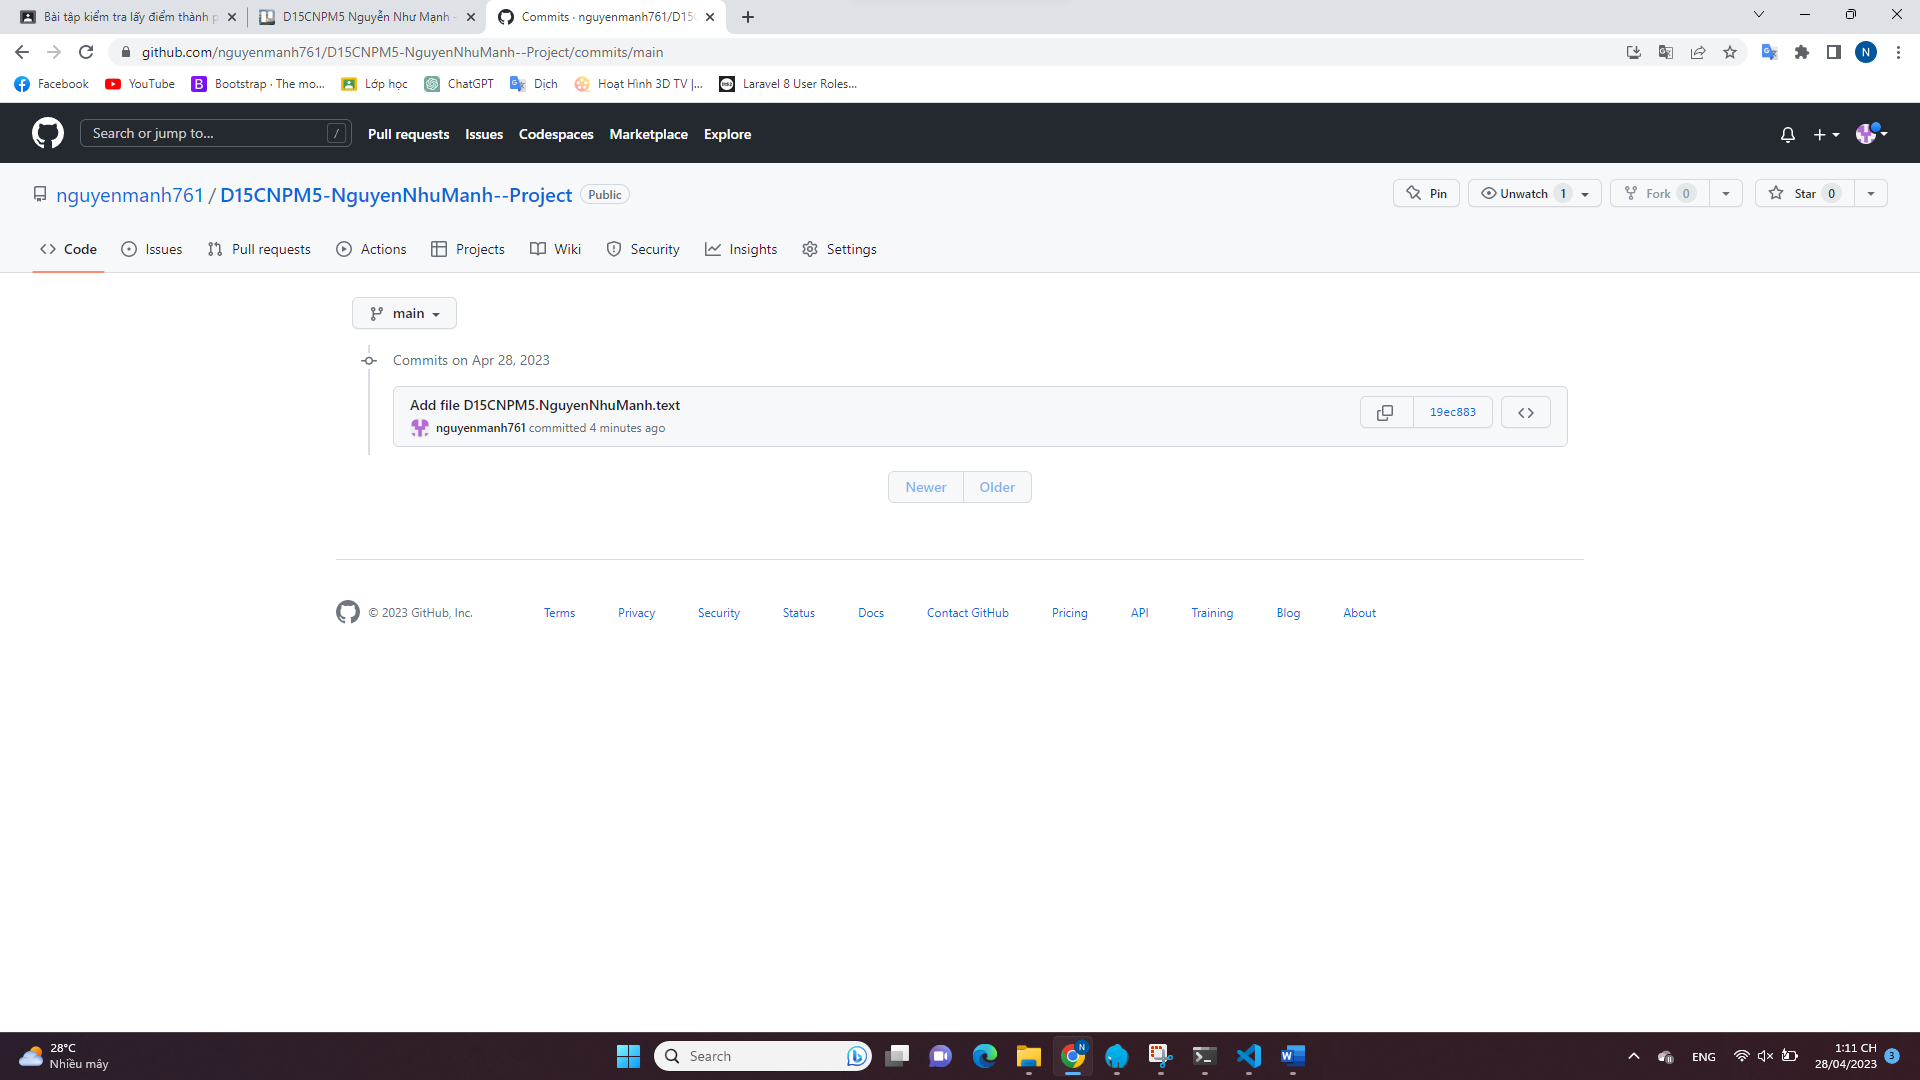 Bài tập kiểm tra lấy điểm thành p
D15CNPM5 Nguyễn Như Mạnh -
Commits · nguyenmanh761/D15C
github.com/nguyenmanh761/D15CNPM5-NguyenNhuManh--Project/commits/main
N
Facebook
YouTube
Bootstrap · The mo...
Lớp học
ChatGPT
Dịch
Hoạt Hình 3D TV |...
Laravel 8 User Roles...
Search or jump to...
/
Pull requests
Issues
Codespaces
Marketplace
Explore
nguyenmanh761 / D15CNPM5-NguyenNhuManh--Project
Public
Pin
Unwatch 1
Fork 0
Star 0
Code
Issues
Pull requests
Actions
Projects
Wiki
Security
Insights
Settings
main
Commits on Apr 28, 2023
Add file D15CNPM5.NguyenNhuManh.text
nguyenmanh761 committed 4 minutes ago
19ec883
Newer
Older
© 2023 GitHub, Inc.
Terms
Privacy
Security
Status
Docs
Contact GitHub
Pricing
API
Training
Blog
About
28°C
Nhiều mây
Search
N
ENG
1:11 CH
28/04/2023
3